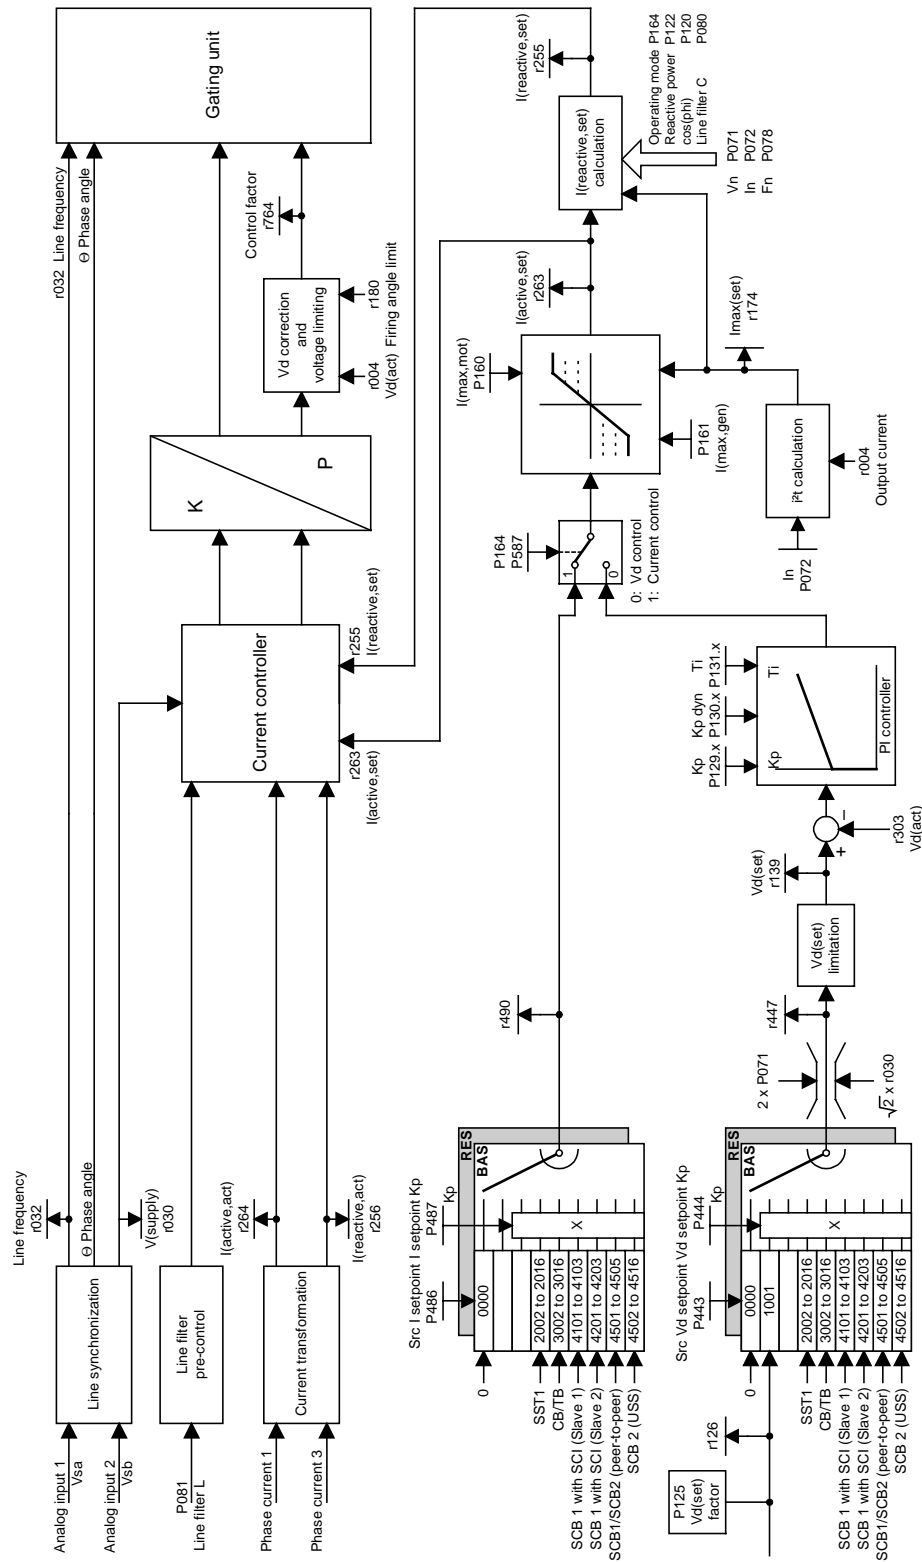 Analog input 1
Vsa
Analog input 2
Vsb
Line synchronization
Line frequency
r032
Θ Phase angle
V(supply)
r030
r032 Line frequency
Θ Phase angle
Gating unit
P081
Line filter L
Line filter
pre-control
Phase current 1
Phase current 3
Current transformation
I(active,act)
r264
I(reactive,act)
r256
Current controller
r263
I(active,set)
r255
I(reactive,set)
K
P
Vd correction
and
voltage limiting
r004
Vd(act)
r180
Firing angle limit
Control factor
r764
Src I setpoint
P486
I setpoint Kp
P487
Kp
RES
BAS
0000
2002 to 2016
3002 to 3016
4101 to 4103
4201 to 4203
4501 to 4505
4502 to 4516
X
0
SST1
CB/TB
SCB 1 with SCI (Slave 1)
SCB 1 with SCI (Slave 2)
SCB1/SCB2 (peer-to-peer)
SCB 2 (USS)
r490
P164
P587
1
0
0: Vd control
1: Current control
I(max,mot)
P160
P161
I(max,gen)
I(active,set)
r263
I(reactive,set)
calculation
I(reactive,set)
r255
Operating mode P164
Reactive power P122
cos(phi) P120
Line filter C P080
Vn P071
In P072
Fn P078
In
P072
i²t calculation
r004
Output current
Imax(set)
r174
P125
Vd(set)
factor
r126
Src Vd setpoint
P443
Vd setpoint Kp
P444
Kp
RES
BAS
0000
1001
2002 to 2016
3002 to 3016
4101 to 4103
4201 to 4203
4501 to 4505
4502 to 4516
X
0
SST1
CB/TB
SCB 1 with SCI (Slave 1)
SCB 1 with SCI (Slave 2)
SCB1/SCB2 (peer-to-peer)
SCB 2 (USS)
2 x P071
√2 x r030
r447
Vd(set)
limitation
Vd(set)
r139
+
−
r303
Vd(act)
Kp
P129.x
Kp dyn
P130.x
Ti
P131.x
Kp
Ti
PI controller